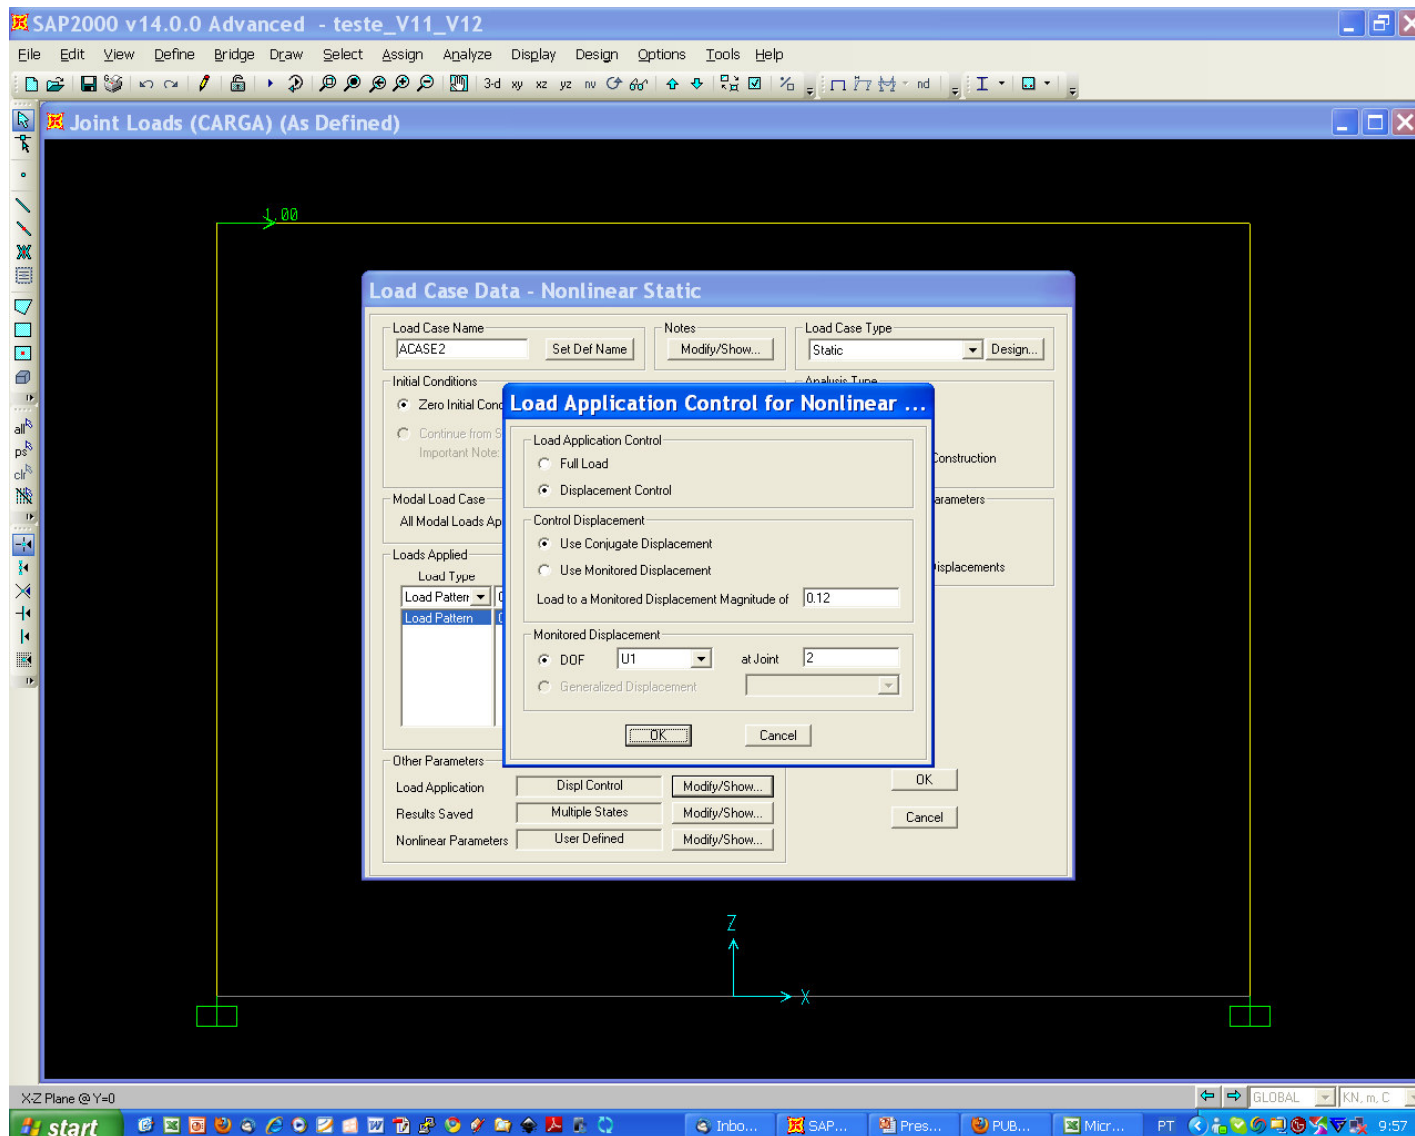 SAP2000 v14.0.0 Advanced - teste_V11_V12
File Edit View Define Bridge Draw Select Assign Analyze Display Design Options Tools Help
3-d xy xz yz nv nd
Joint Loads (CARGA) (As Defined)
all
ps
clr
1.00
Load Case Data - Nonlinear Static
Load Case Name
ACASE2
Set Def Name
Notes
Modify/Show...
Load Case Type
Static
Design...
Initial Conditions
Zero Initial Cond
Continue from S
Important Note:
Analysis Type
Construction
Modal Load Case
All Modal Loads Ap
arameters
isplacements
Loads Applied
Load Type
Load Pattern
Load Pattern
Load Application Control for Nonlinear ...
Load Application Control
Full Load
Displacement Control
Control Displacement
Use Conjugate Displacement
Use Monitored Displacement
Load to a Monitored Displacement Magnitude of 0.12
Monitored Displacement
DOF U1 at Joint 2
Generalized Displacement
OK Cancel
Other Parameters
Load Application Displ Control Modify/Show...
Results Saved Multiple States Modify/Show...
Nonlinear Parameters User Defined Modify/Show...
OK
Cancel
Z
X
X-Z Plane @ Y=0
GLOBAL KN, m, C
start Inbo... SAP... Pres... PUB... Micr... PT 9:57